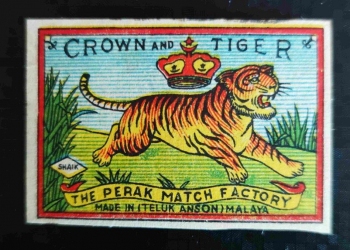 CROWN AND TIGER
SHAIK
THE PERAK MATCH FACTORY
MADE IN (TELUK ANSON) MALAYA